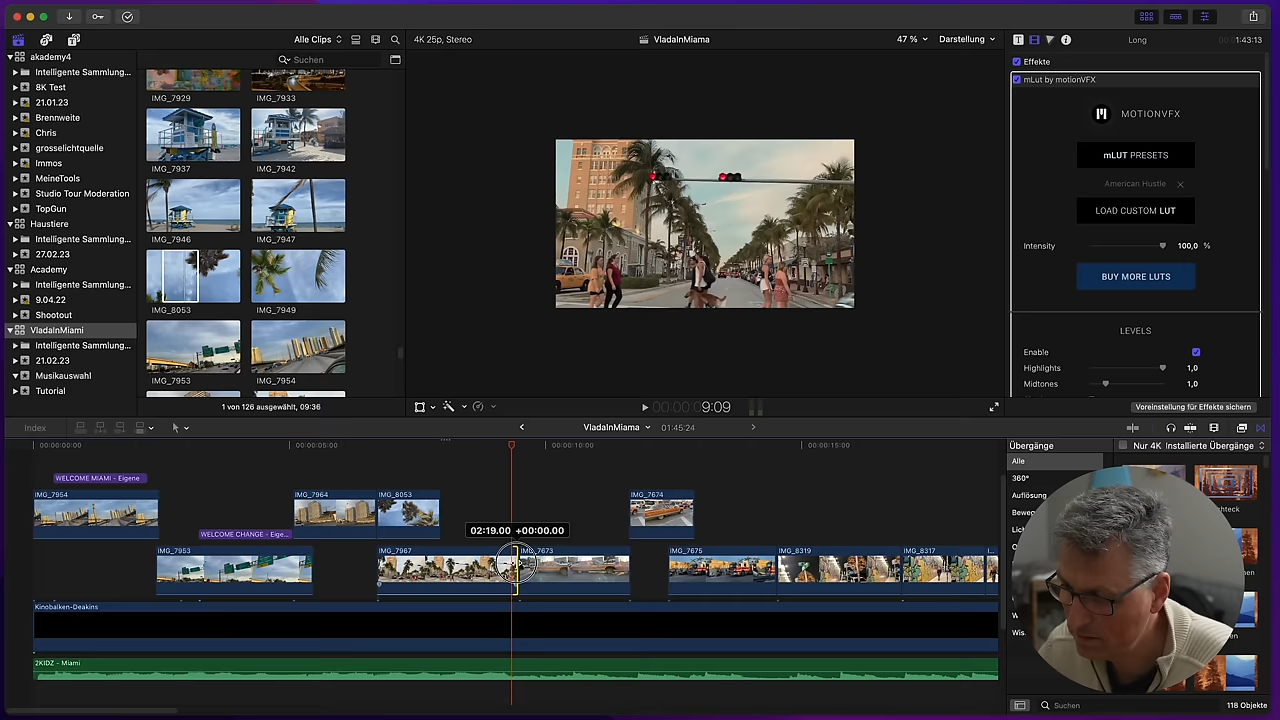 Alle Clips
Suchen
akademy4
Intelligente Sammlung...
8K Test
21.01.23
Brennweite
Chris
grosselichtquelle
Immos
MeineTools
Studio Tour Moderation
TopGun
Haustiere
Intelligente Sammlung...
27.02.23
Academy
Intelligente Sammlung...
9.04.22
Shootout
VladaInMiami
Intelligente Sammlung...
21.02.23
Musikauswahl
Tutorial
IMG_7929
IMG_7933
IMG_7937
IMG_7942
IMG_7946
IMG_7947
IMG_8053
IMG_7949
IMG_7953
IMG_7954
1 von 126 ausgewählt, 09:36
4K 25p, Stereo
VladaInMiama
47 %
Darstellung
00:00:00:09:09
Long
00:01:43:13
Effekte
mLut by motionVFX
MOTIONVFX
mLUT PRESETS
American Hustle
LOAD CUSTOM LUT
Intensity 100,0 %
BUY MORE LUTS
LEVELS
Enable
Highlights 1,0
Midtones 1,0
Voreinstellung für Effekte sichern
Index
VladaInMiama
01:45:24
00:00:00:00
00:00:05:00
00:00:10:00
00:00:15:00
WELCOME MIAMI - Eigene
IMG_7954
IMG_7964
IMG_8053
IMG_7674
02:19.00 +00:00.00
WELCOME CHANGE - Eige...
IMG_7953
IMG_7967
IMG_7673
IMG_7675
IMG_8319
IMG_8317
I...
Kinobalken-Deakins
2KIDZ - Miami
Übergänge
Nur 4K
Installierte Übergänge
Alle
360°
Auflösung
Beweg
Lich
Wis
Suchen
118 Objekte